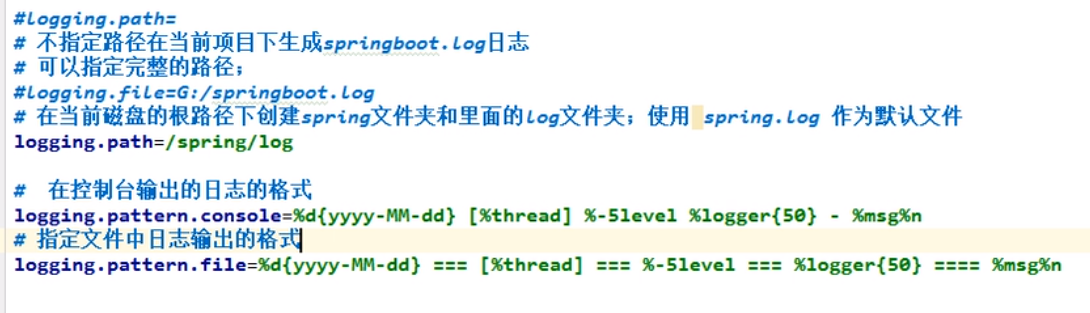 #logging.path=
# 不指定路径在当前项目下生成springboot.log日志
# 可以指定完整的路径；
#logging.file=G:/springboot.log
# 在当前磁盘的根路径下创建spring文件夹和里面的log文件夹；使用 spring.log 作为默认文件
logging.path=/spring/log
#  在控制台输出的日志的格式
logging.pattern.console=%d{yyyy-MM-dd} [%thread] %-5level %logger{50} - %msg%n
# 指定文件中日志输出的格式
logging.pattern.file=%d{yyyy-MM-dd} === [%thread] === %-5level === %logger{50} ==== %msg%n